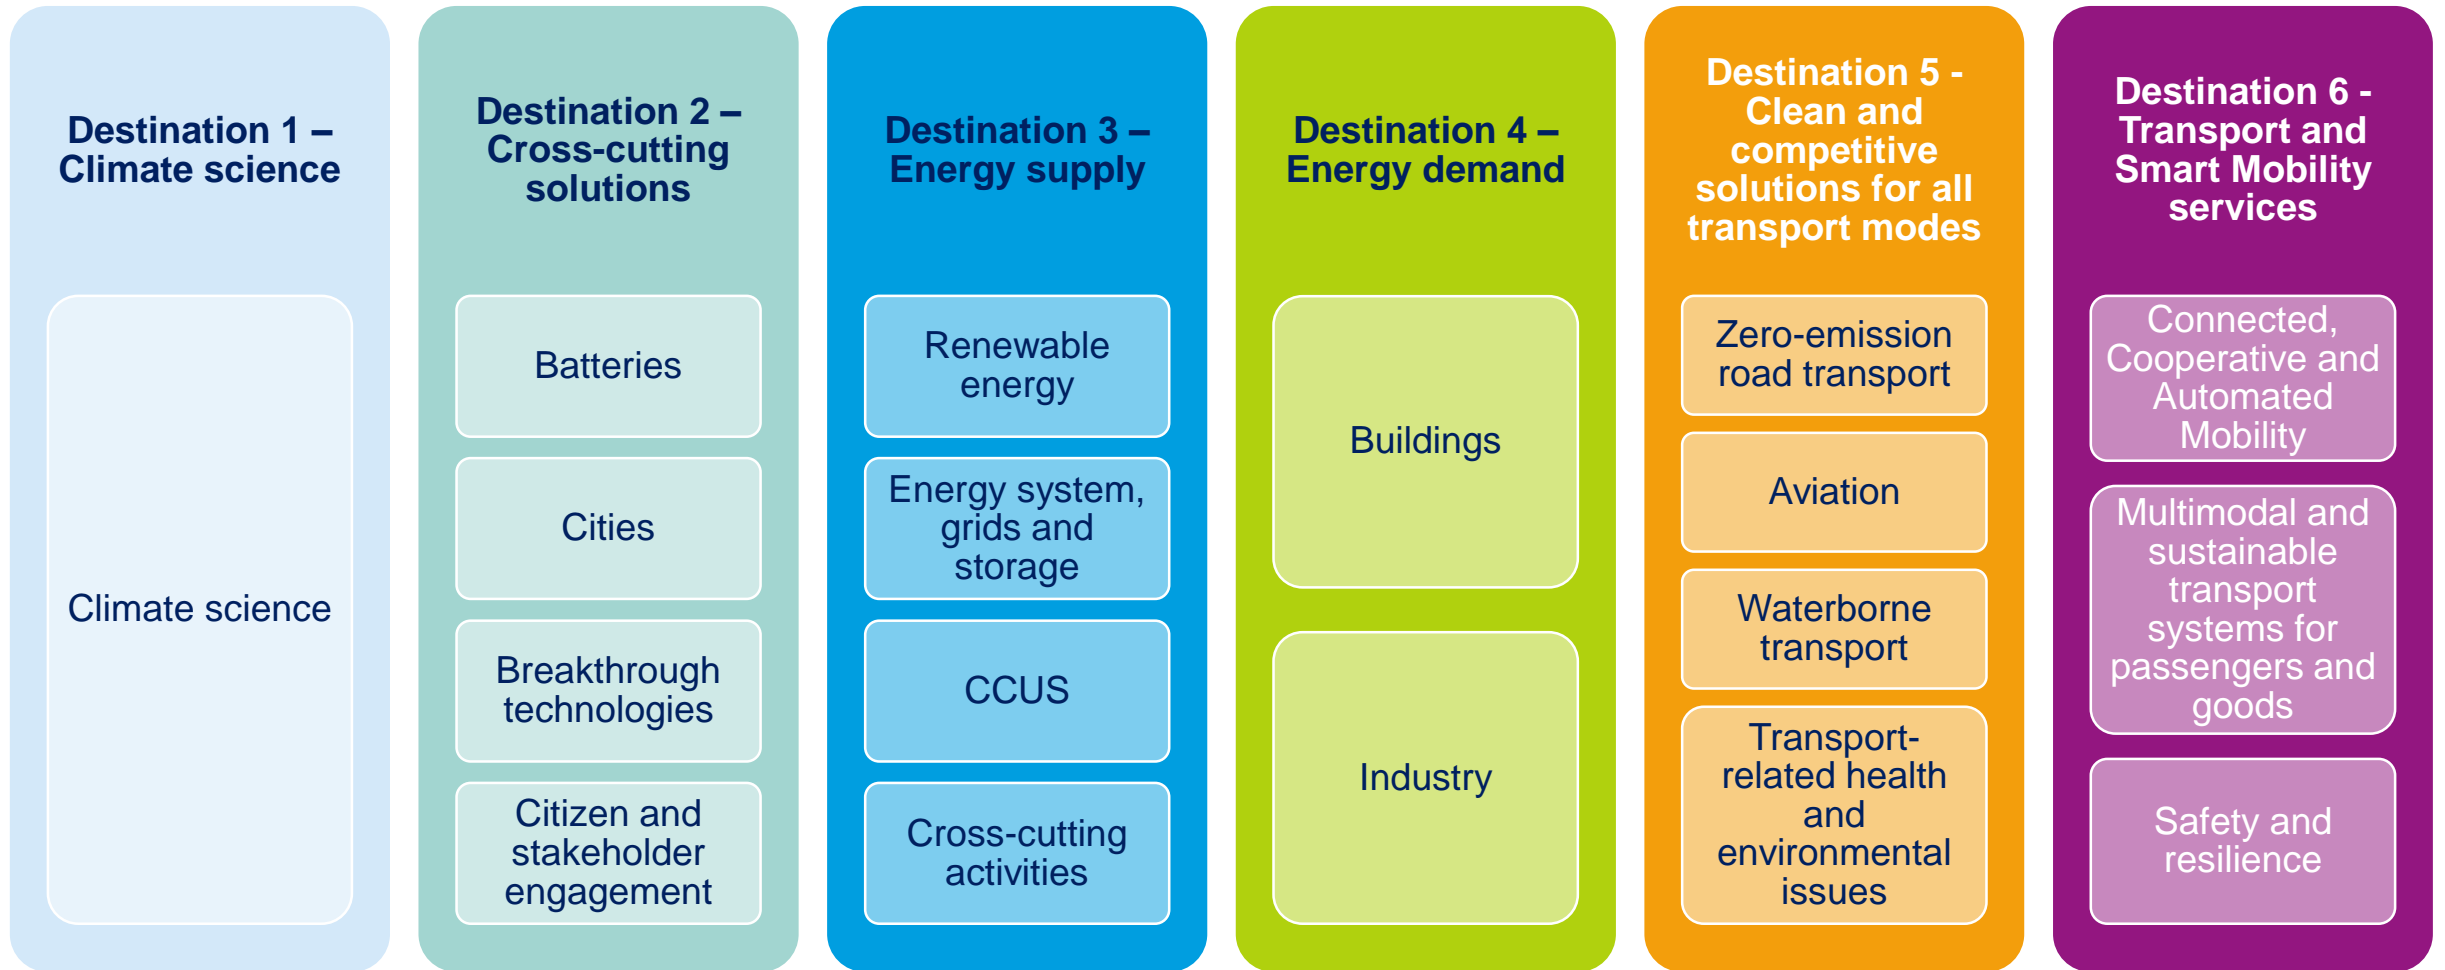 Destination 1 –
Climate science
Climate science
Destination 2 –
Cross-cutting
solutions
Batteries
Cities
Breakthrough
technologies
Citizen and
stakeholder
engagement
Destination 3 –
Energy supply
Renewable
energy
Energy system,
grids and
storage
CCUS
Cross-cutting
activities
Destination 4 –
Energy demand
Buildings
Industry
Destination 5 -
Clean and
competitive
solutions for all
transport modes
Zero-emission
road transport
Aviation
Waterborne
transport
Transport-
related health
and
environmental
issues
Destination 6 -
Transport and
Smart Mobility
services
Connected,
Cooperative and
Automated
Mobility
Multimodal and
sustainable
transport
systems for
passengers and
goods
Safety and
resilience